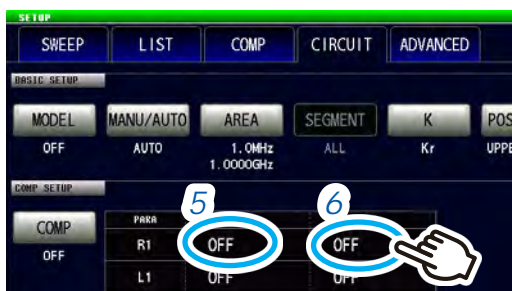 SETUP
SWEEP LIST COMP CIRCUIT ADVANCED
BASIC SETUP
MODEL MANU/AUTO AREA SEGMENT K POS
OFF AUTO 1.0MHz ALL Kr UPPE
1.0000GHz
COMP SETUP
5 6
COMP PARA
OFF R1 OFF OFF
L1 OFF OFF